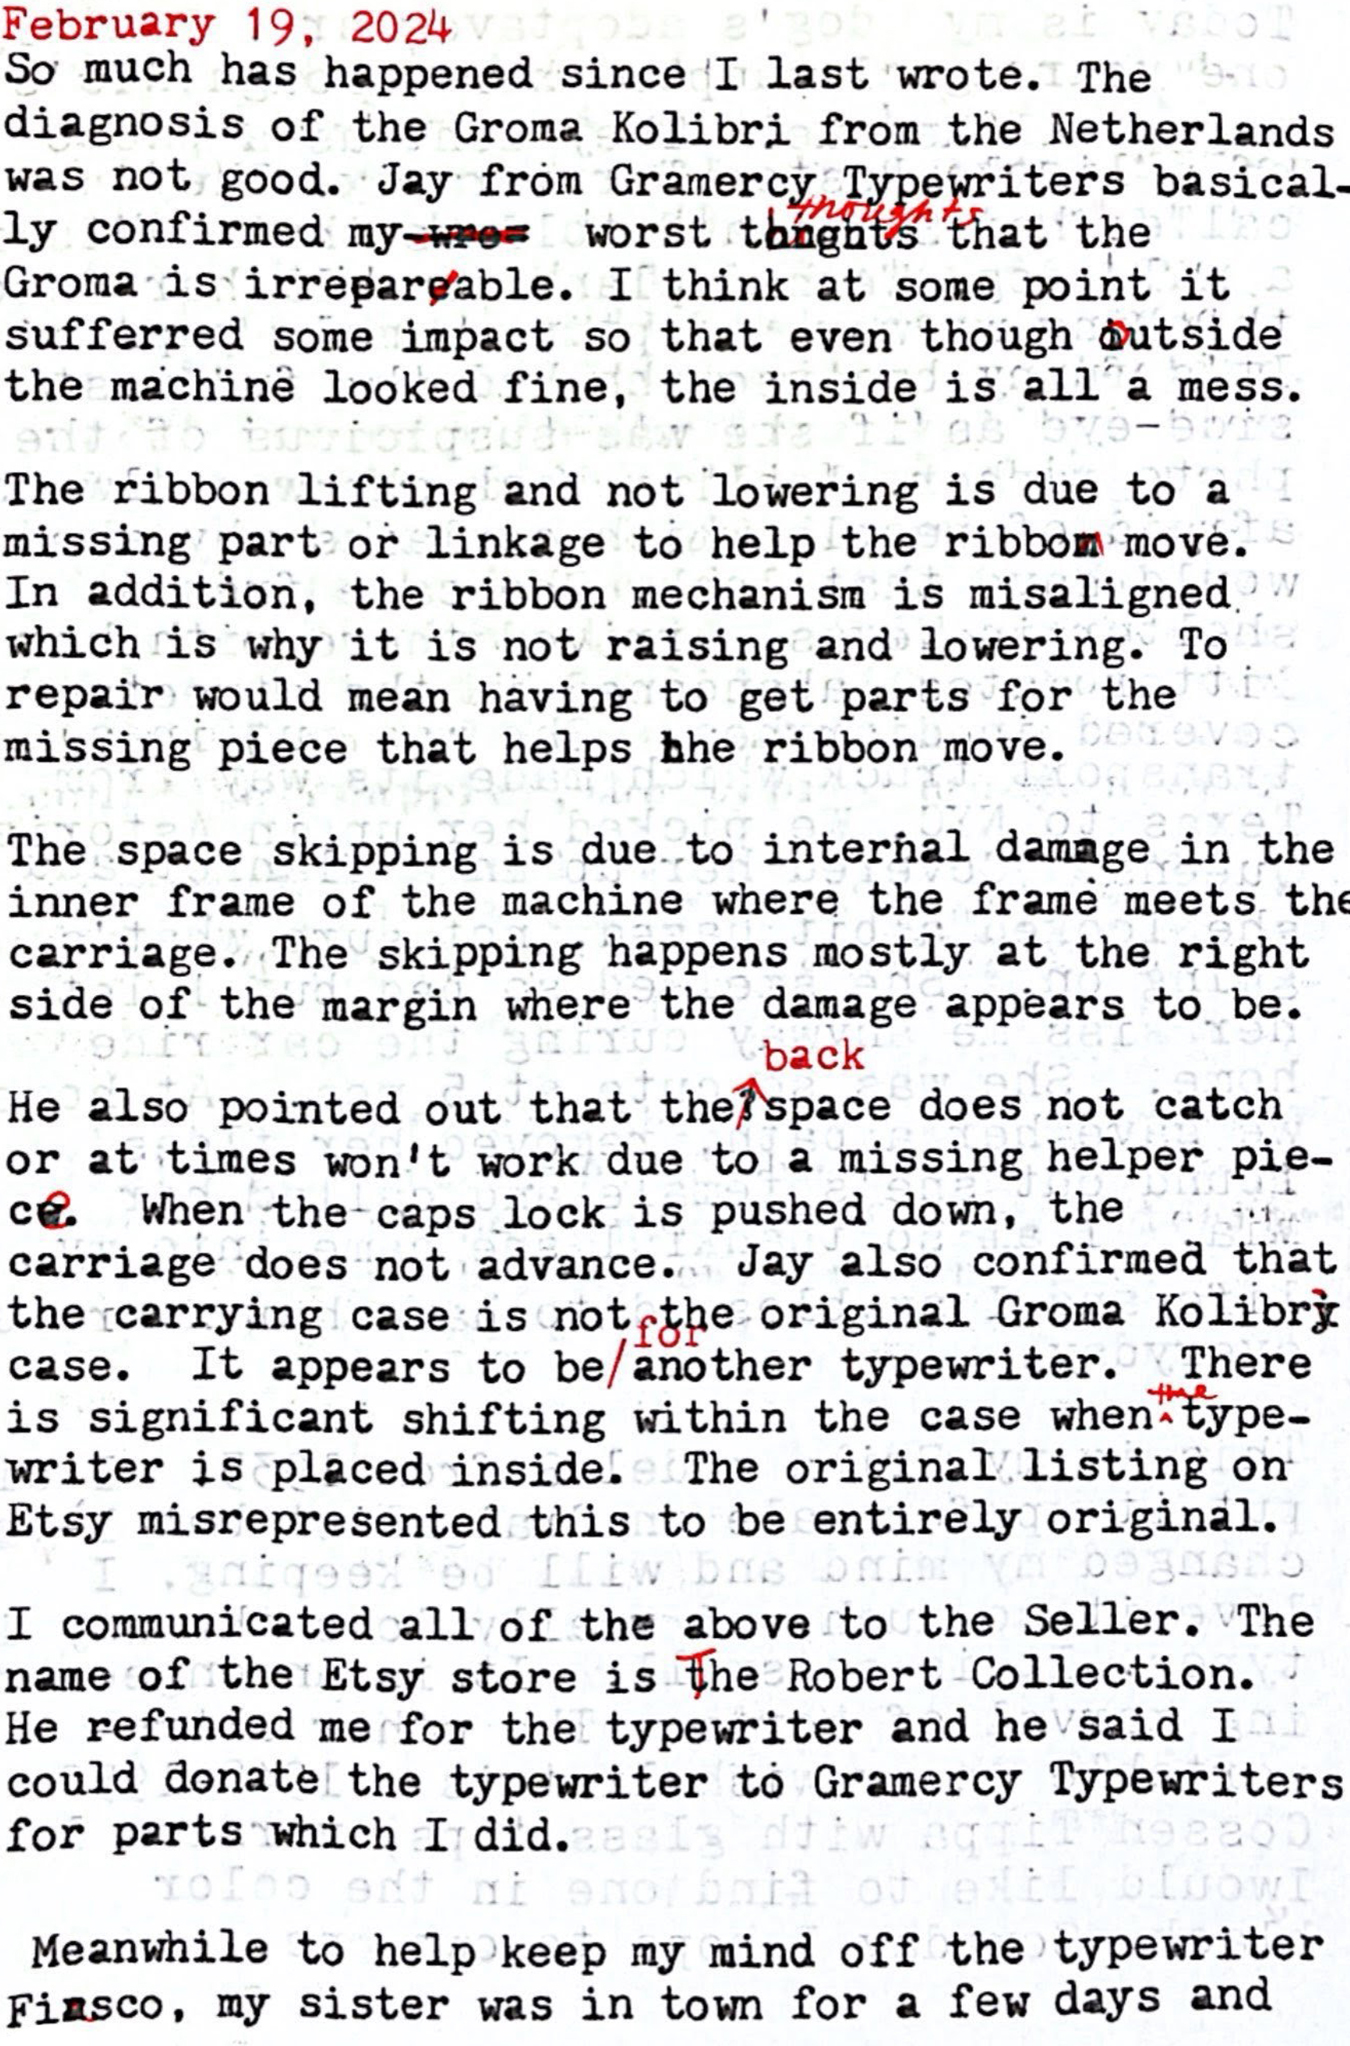 February 19, 2024
So much has happened since I last wrote. The
diagnosis of the Groma Kolibri from the Netherlands
was not good. Jay from Gramercy Typewriters basical-
thoughts
ly confirmed my worst that the
Groma is irreparable. I think at some point it
sufferred some impact so that even though outside
the machine looked fine, the inside is all a mess.
The ribbon lifting and not lowering is due to a
missing part or linkage to help the ribbon move.
In addition, the ribbon mechanism is misaligned
which is why it is not raising and lowering. To
repair would mean having to get parts for the
missing piece that helps hhe ribbon move.
The space skipping is due to internal damage in the
inner frame of the machine where the frame meets the
carriage. The skipping happens mostly at the right
side of the margin where the damage appears to be.
back
He also pointed out that the space does not catch
or at times won't work due to a missing helper pie-
ce. When the caps lock is pushed down, the
carriage does not advance. Jay also confirmed that
the carrying case is not the original Groma Kolibri
for
case. It appears to be/another typewriter. There
the
is significant shifting within the case when type-
writer is placed inside. The original listing on
Etsy misrepresented this to be entirely original.
I communicated all of the above to the Seller. The
name of the Etsy store is The Robert Collection.
He refunded me for the typewriter and he said I
could donate the typewriter to Gramercy Typewriters
for parts which I did.
Meanwhile to help keep my mind off the typewriter
Fiasco, my sister was in town for a few days and